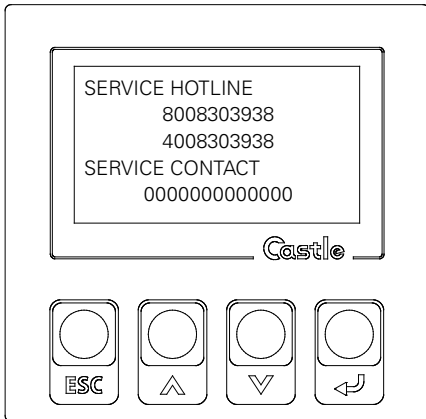 SERVICE HOTLINE
8008303938
4008303938
SERVICE CONTACT
0000000000000
Castle
ESC